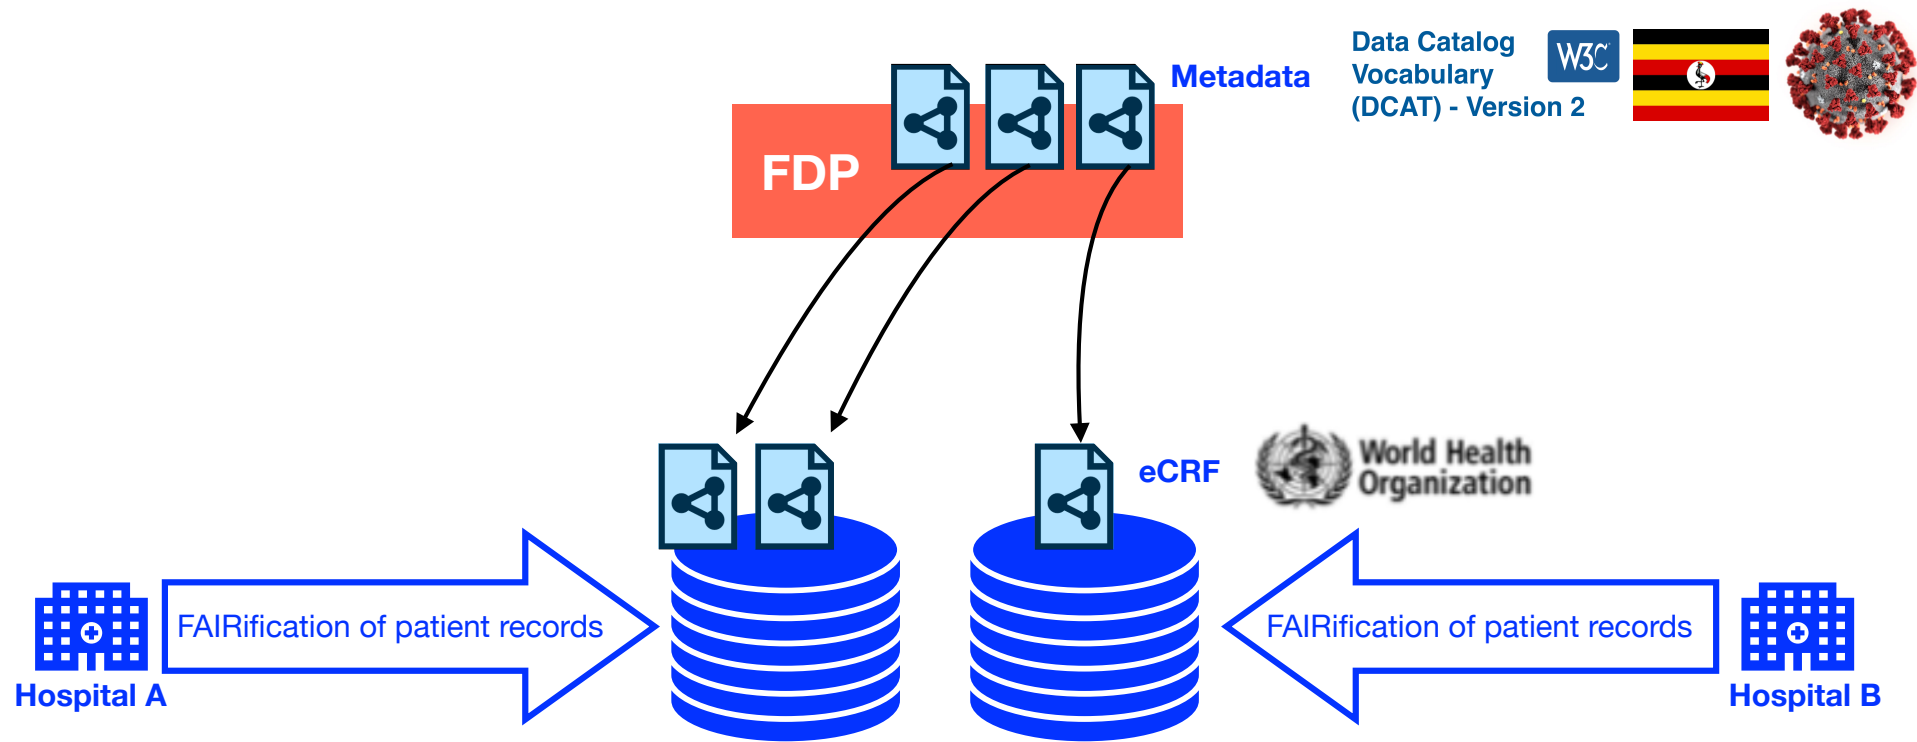 Data Catalog
Vocabulary
(DCAT) - Version 2
W3C
Metadata
FDP
eCRF
World Health
Organization
FAIRification of patient records
FAIRification of patient records
Hospital A
Hospital B